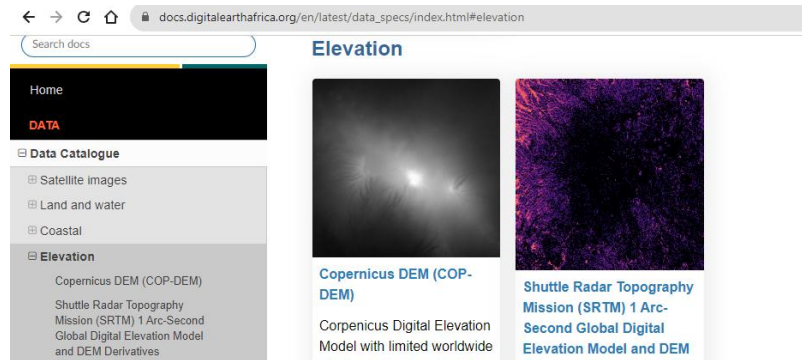 docs.digitalearthafrica.org/en/latest/data_specs/index.html#elevation
Search docs
Home
DATA
Data Catalogue
Satellite images
Land and water
Coastal
Elevation
Copernicus DEM (COP-DEM)
Shuttle Radar Topography
Mission (SRTM) 1 Arc-Second
Global Digital Elevation Model
and DEM Derivatives
Elevation
Copernicus DEM (COP-
DEM)
Corpenicus Digital Elevation
Model with limited worldwide
Shuttle Radar Topography
Mission (SRTM) 1 Arc-
Second Global Digital
Elevation Model and DEM